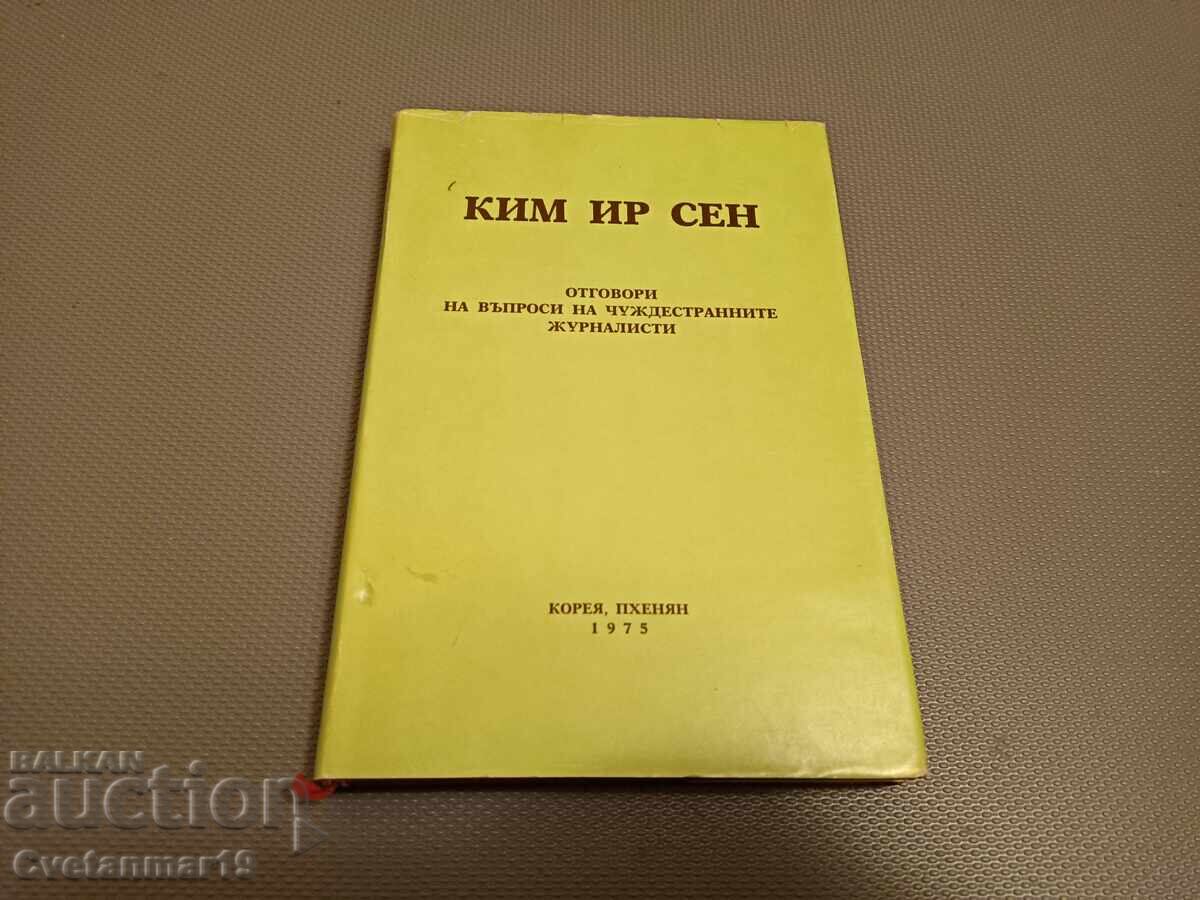 КИМ ИР СЕН
ОТГОВОРИ
НА ВЪПРОСИ НА ЧУЖДЕСТРАННИТЕ
ЖУРНАЛИСТИ
КОРЕЯ, ПХЕНЯН
1975
BALKAN
auction
Cvetanmar19